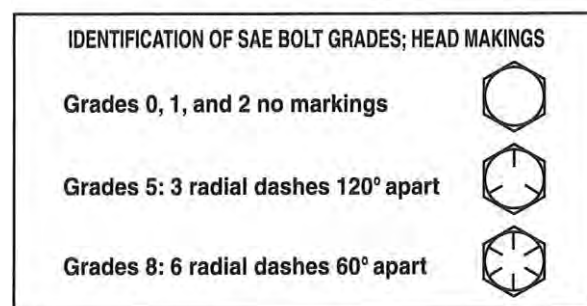 IDENTIFICATION OF SAE BOLT GRADES; HEAD MAKINGS
Grades 0, 1, and 2 no markings
Grades 5: 3 radial dashes 120° apart
Grades 8: 6 radial dashes 60° apart